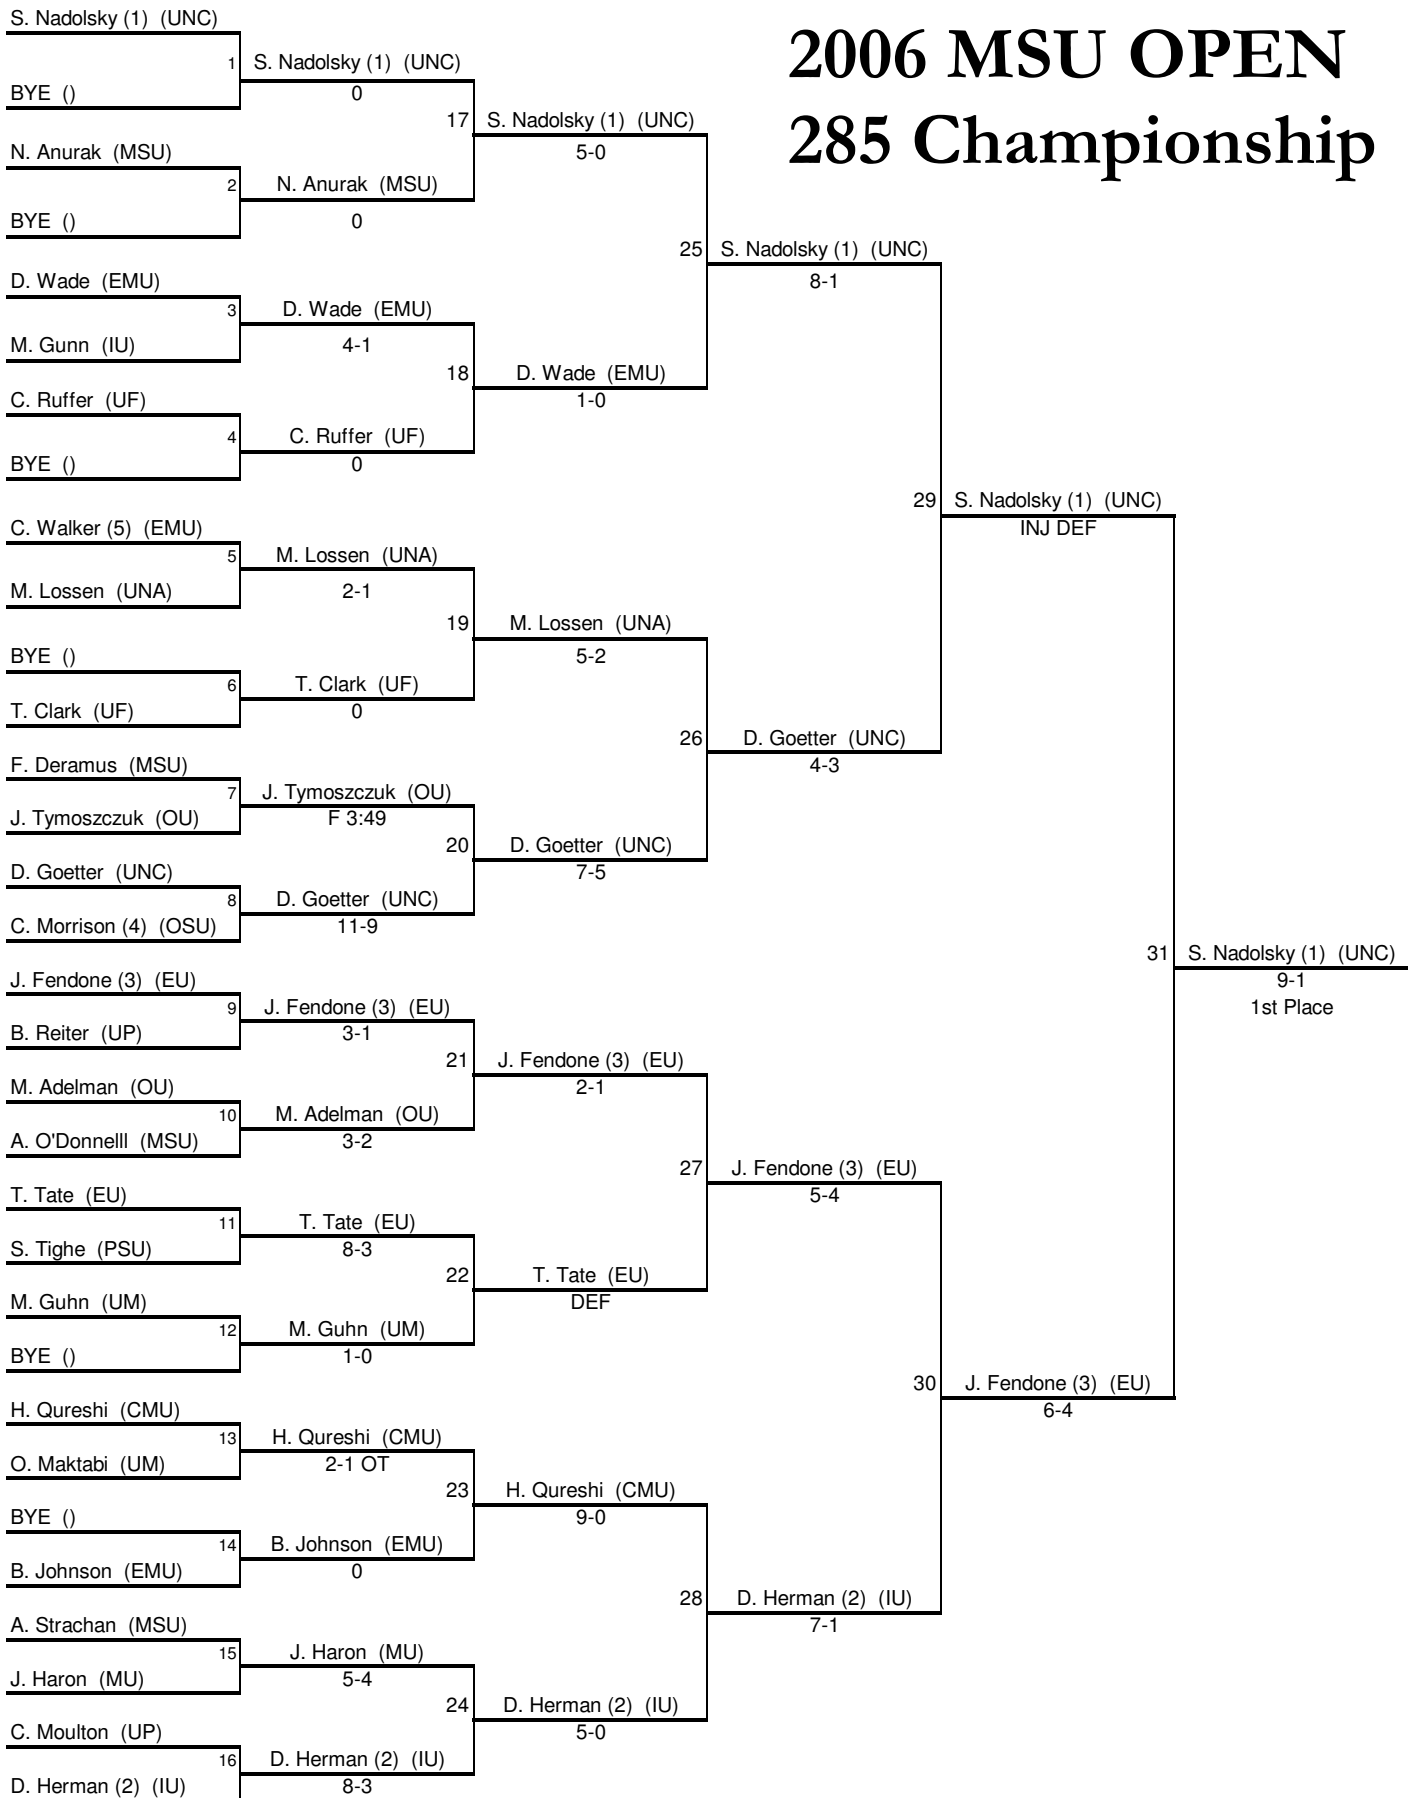 2006 MSU OPEN
285 Championship
S. Nadolsky (1) (UNC)
1
BYE ()
N. Anurak (MSU)
2
BYE ()
D. Wade (EMU)
3
M. Gunn (IU)
C. Ruffer (UF)
4
BYE ()
C. Walker (5) (EMU)
5
M. Lossen (UNA)
BYE ()
6
T. Clark (UF)
F. Deramus (MSU)
7
J. Tymoszczuk (OU)
D. Goetter (UNC)
8
C. Morrison (4) (OSU)
J. Fendone (3) (EU)
9
B. Reiter (UP)
M. Adelman (OU)
10
A. O'Donnelll (MSU)
T. Tate (EU)
11
S. Tighe (PSU)
M. Guhn (UM)
12
BYE ()
H. Qureshi (CMU)
13
O. Maktabi (UM)
BYE ()
14
B. Johnson (EMU)
A. Strachan (MSU)
15
J. Haron (MU)
C. Moulton (UP)
16
D. Herman (2) (IU)
S. Nadolsky (1) (UNC)
0
17
N. Anurak (MSU)
0
D. Wade (EMU)
4-1
18
C. Ruffer (UF)
0
M. Lossen (UNA)
2-1
19
T. Clark (UF)
0
J. Tymoszczuk (OU)
F 3:49
20
D. Goetter (UNC)
11-9
J. Fendone (3) (EU)
3-1
21
M. Adelman (OU)
3-2
T. Tate (EU)
8-3
22
M. Guhn (UM)
1-0
H. Qureshi (CMU)
2-1 OT
23
B. Johnson (EMU)
0
J. Haron (MU)
5-4
24
D. Herman (2) (IU)
8-3
S. Nadolsky (1) (UNC)
5-0
25
D. Wade (EMU)
1-0
M. Lossen (UNA)
5-2
26
D. Goetter (UNC)
7-5
J. Fendone (3) (EU)
2-1
27
T. Tate (EU)
DEF
H. Qureshi (CMU)
9-0
28
D. Herman (2) (IU)
5-0
S. Nadolsky (1) (UNC)
8-1
29
D. Goetter (UNC)
4-3
J. Fendone (3) (EU)
5-4
30
D. Herman (2) (IU)
7-1
S. Nadolsky (1) (UNC)
INJ DEF
31
J. Fendone (3) (EU)
6-4
S. Nadolsky (1) (UNC)
9-1
1st Place